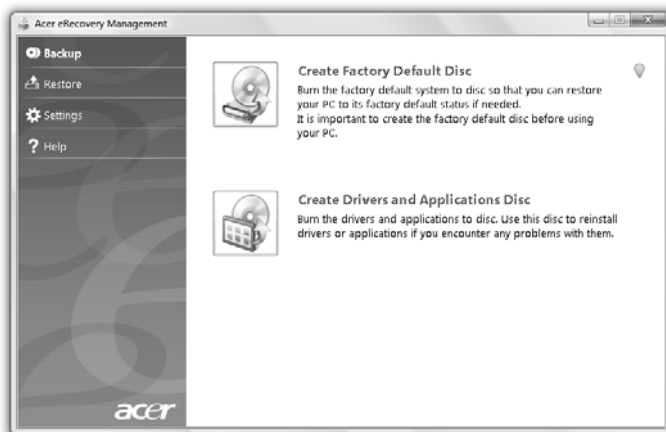 Acer eRecovery Management
Backup
Restore
Settings
Help
Create Factory Default Disc
Burn the factory default system to disc so that you can restore
your PC to its factory default status if needed.
It is important to create the factory default disc before using
your PC.
Create Drivers and Applications Disc
Burn the drivers and applications to disc. Use this disc to reinstall
drivers or applications if you encounter any problems with them.
acer